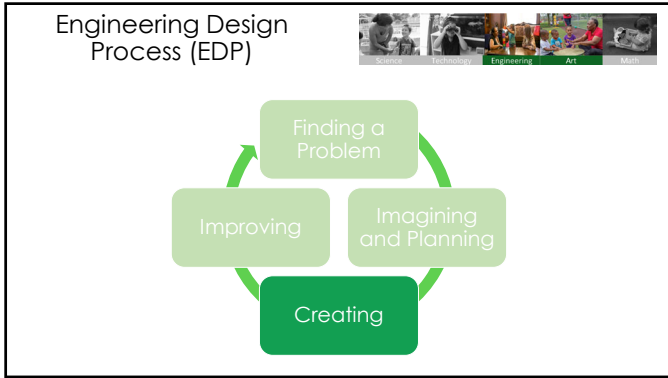 Engineering Design
Process (EDP)
Science Technology Engineering Art Math
Finding a
Problem
Improving
Imagining
and Planning
Creating